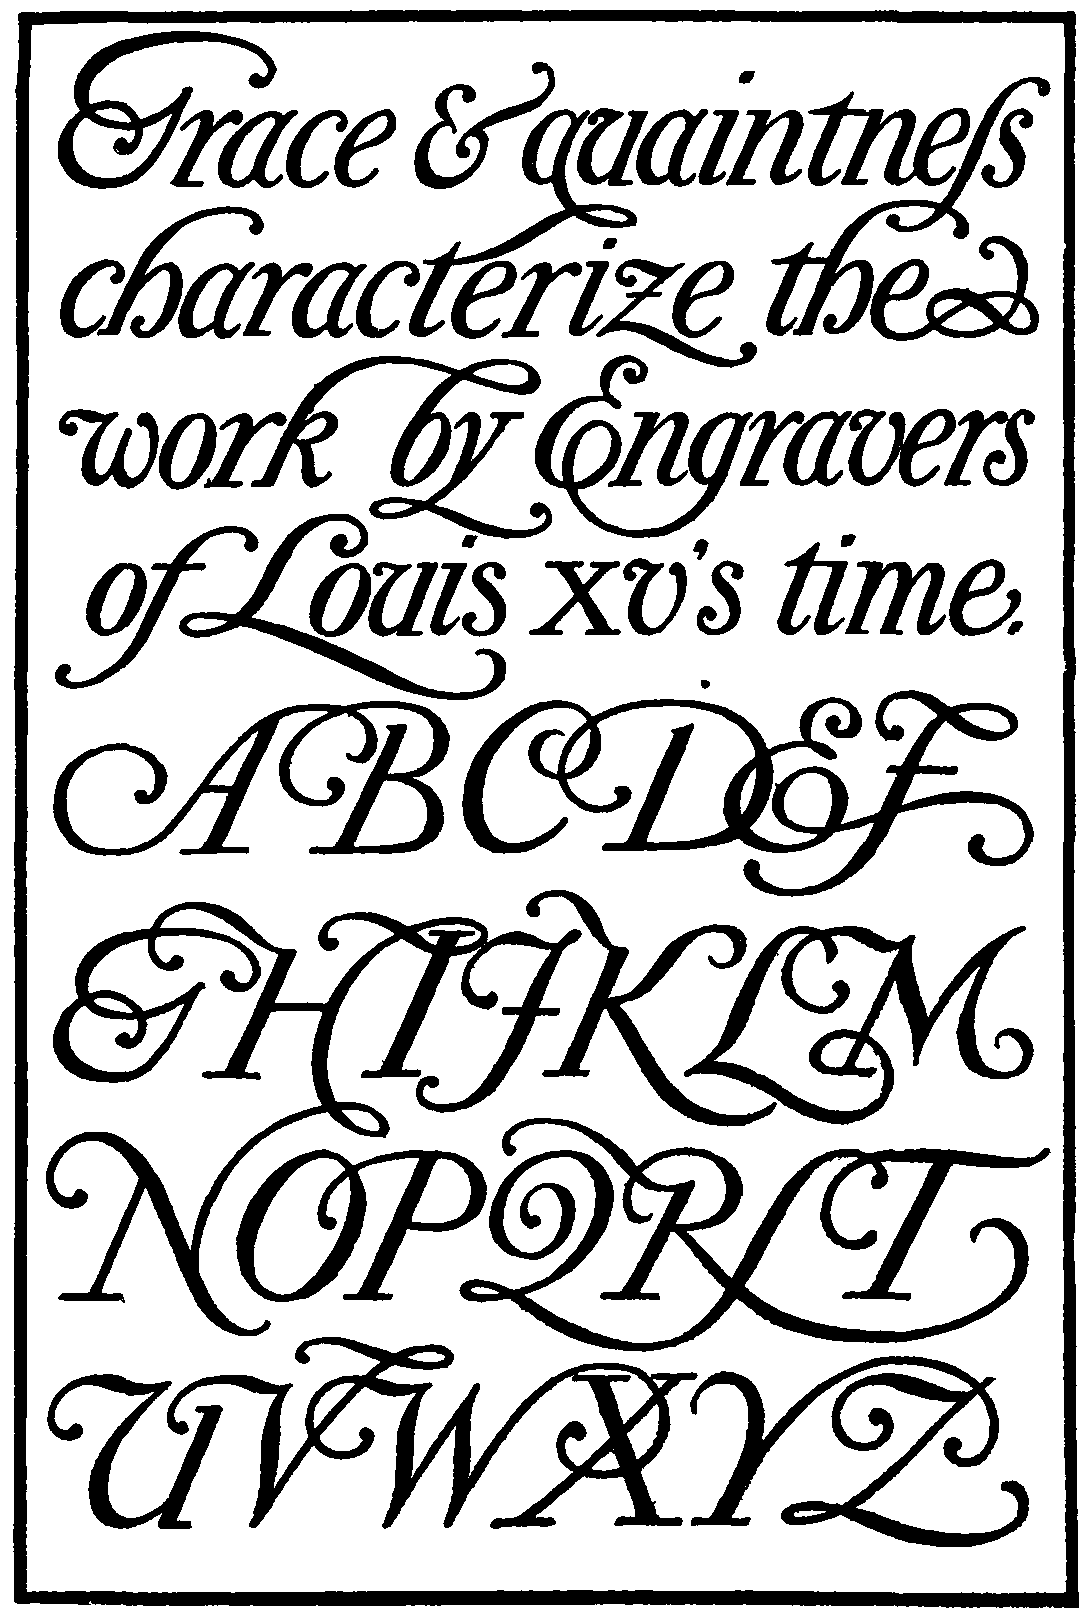 Grace & quaintneſs
characterize the
work by Engravers
of Louis XV's time.
ABCDEF
GHIJKLM
NOPQRST
UVWXYZ